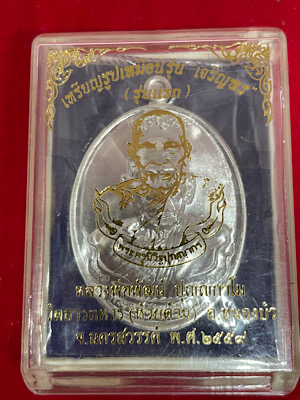 เหรียญรูปเหมือนรุ่น เจริญพร
(รุ่นแรก)
หลวงพ่อพัฒน์ ปุญญกาโม
วัดธารทหาร (ห้วยด้วน) อ.หนองบัว
จ.นครสวรรค์ พ.ศ.๒๕๕๙